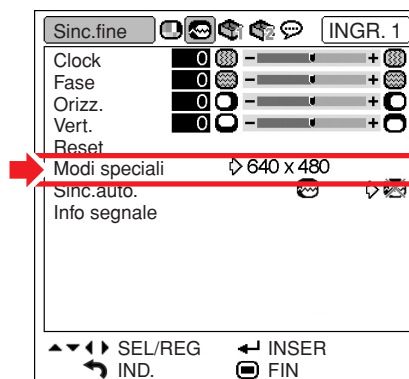 Sinc.fine INGR. 1
Clock 0 - +
Fase 0 - +
Orizz. 0 - +
Vert. 0 - +
Reset
Modi speciali 640 x 480
Sinc.auto.
Info segnale
SEL/REG INSER
IND. FIN